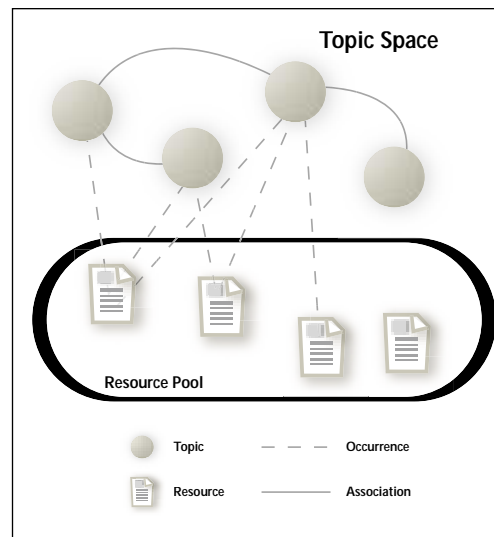 Topic Space
Resource Pool
Topic
Occurrence
Resource
Association